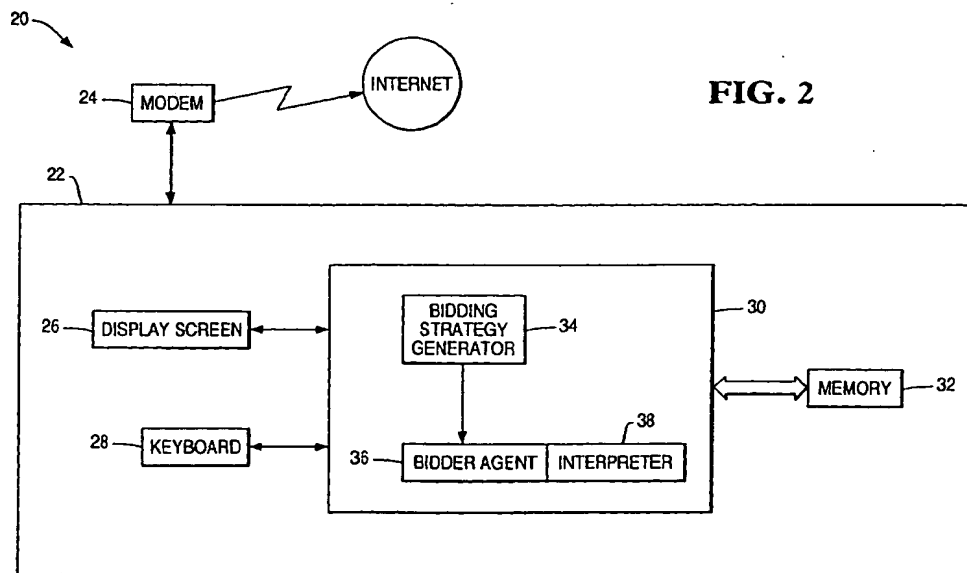 20
INTERNET
FIG. 2
24
MODEM
22
BIDDING
STRATEGY
GENERATOR
34
30
26
DISPLAY SCREEN
MEMORY
32
38
28
KEYBOARD
36
BIDDER AGENT
INTERPRETER